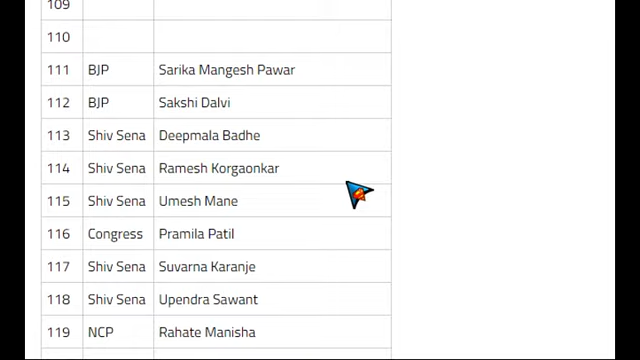 109
110
111 BJP Sarika Mangesh Pawar
112 BJP Sakshi Dalvi
113 Shiv Sena Deepmala Badhe
114 Shiv Sena Ramesh Korgaonkar
115 Shiv Sena Umesh Mane
116 Congress Pramila Patil
117 Shiv Sena Suvarna Karanje
118 Shiv Sena Upendra Sawant
119 NCP Rahate Manisha